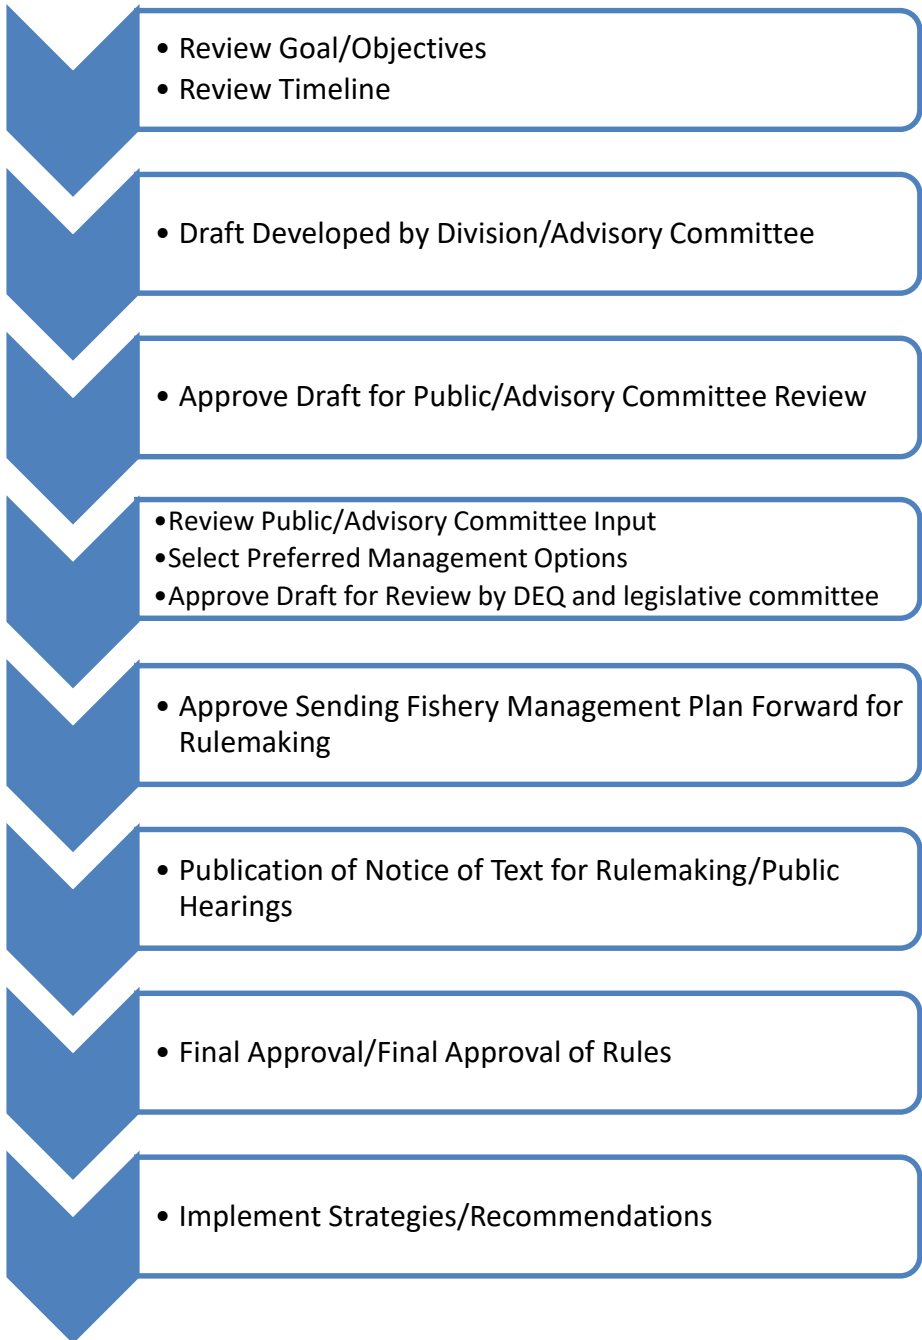 • Review Goal/Objectives
• Review Timeline
• Draft Developed by Division/Advisory Committee
• Approve Draft for Public/Advisory Committee Review
•Review Public/Advisory Committee Input
•Select Preferred Management Options
•Approve Draft for Review by DEQ and legislative committee
• Approve Sending Fishery Management Plan Forward for
Rulemaking
• Publication of Notice of Text for Rulemaking/Public
Hearings
• Final Approval/Final Approval of Rules
• Implement Strategies/Recommendations